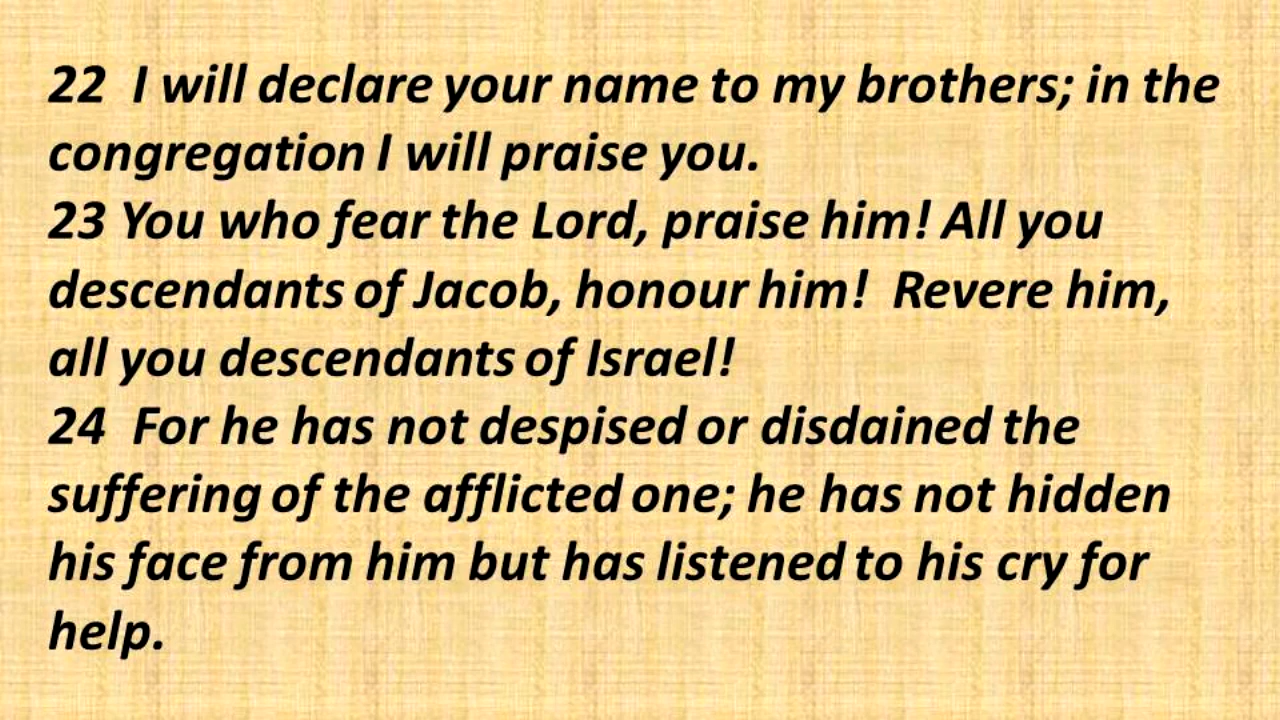 22  I will declare your name to my brothers; in the
congregation I will praise you.
23 You who fear the Lord, praise him! All you
descendants of Jacob, honour him!  Revere him,
all you descendants of Israel!
24  For he has not despised or disdained the
suffering of the afflicted one; he has not hidden
his face from him but has listened to his cry for
help.